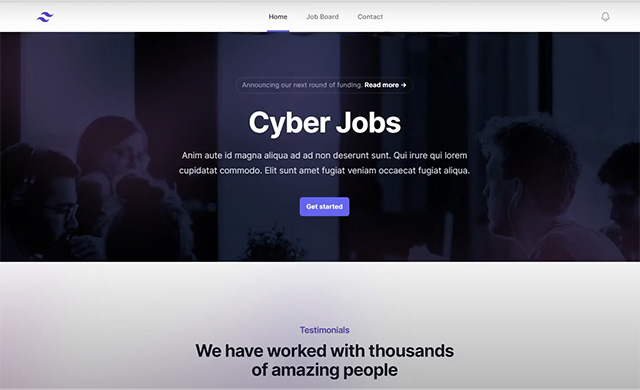 Home Job Board Contact
Announcing our next round of funding. Read more →
Cyber Jobs
Anim aute id magna aliqua ad ad non deserunt sunt. Qui irure qui lorem
cupidatat commodo. Elit sunt amet fugiat veniam occaecat fugiat aliqua.
Get started
Testimonials
We have worked with thousands
of amazing people